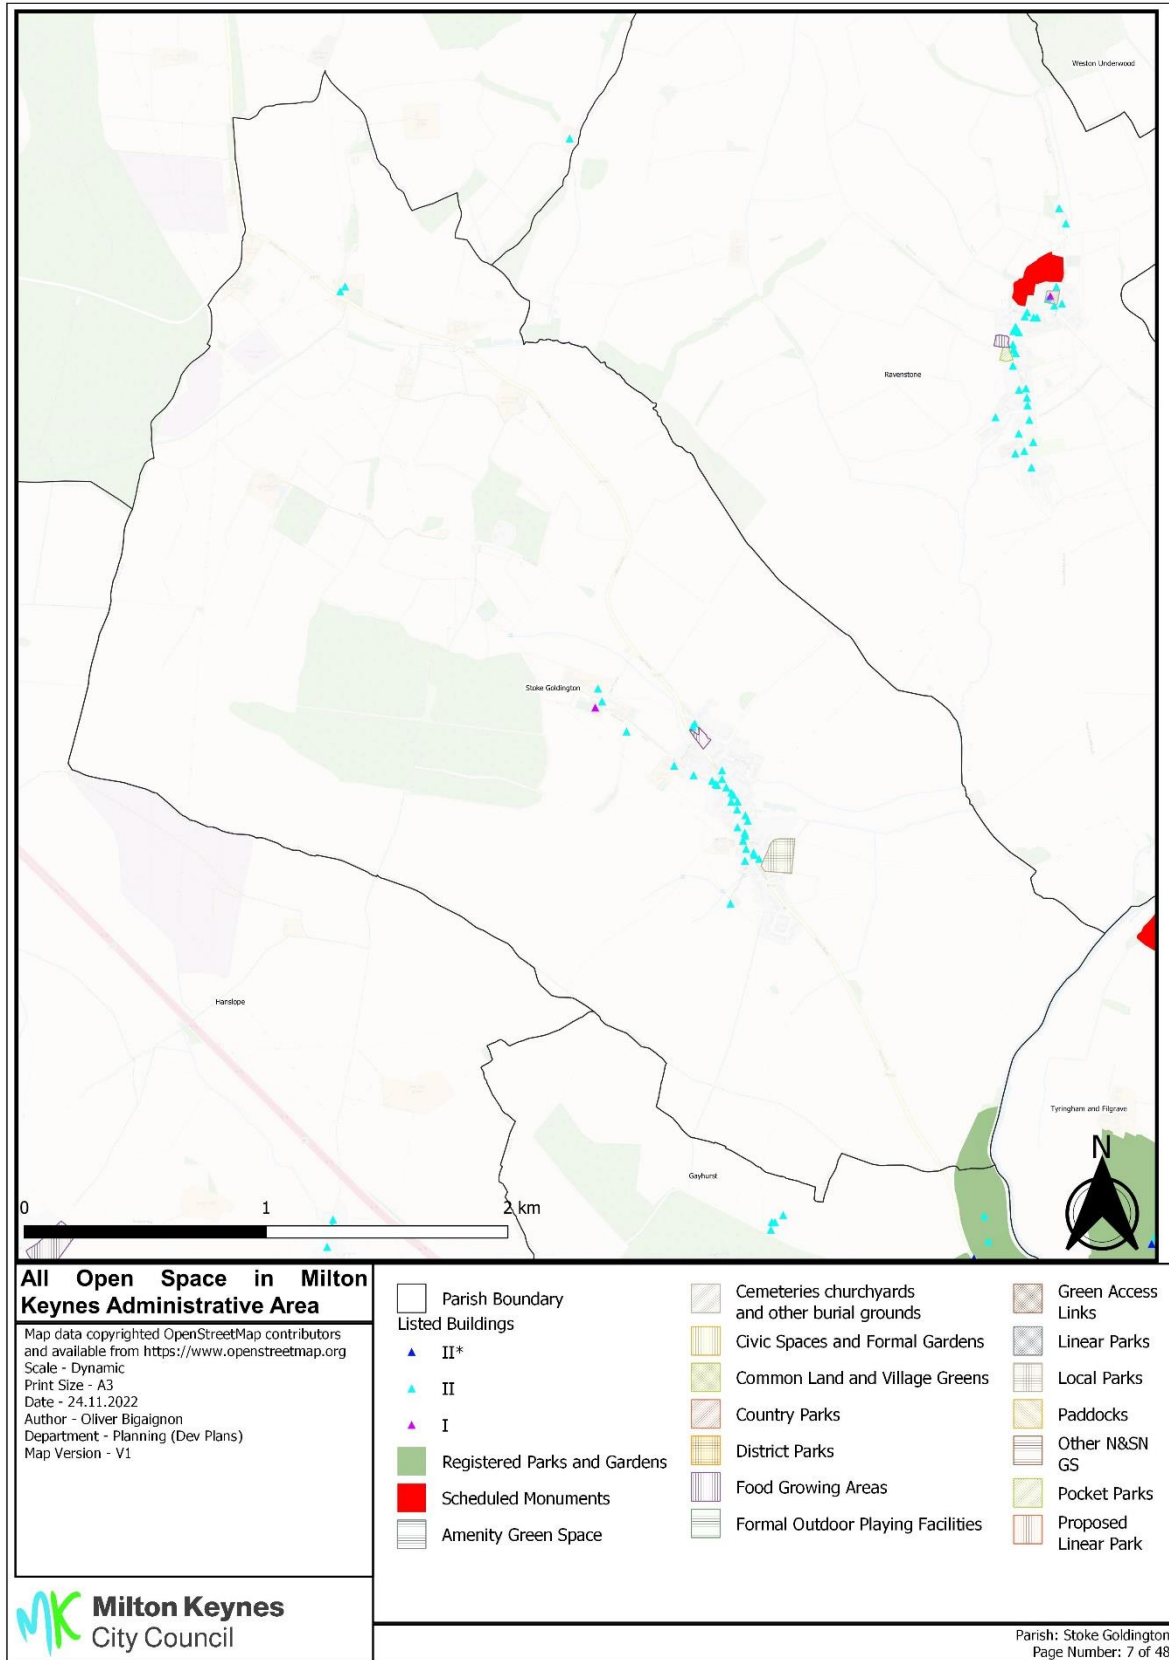 Weston Underwood
Ravenstone
Stoke Goldington
Hanslope
Tyringham and Filgrave
Gayhurst
N
0 1 2 km
All Open Space in Milton
Keynes Administrative Area
Map data copyrighted OpenStreetMap contributors
and available from https://www.openstreetmap.org
Scale - Dynamic
Print Size - A3
Date - 24.11.2022
Author - Oliver Bigaignon
Department - Planning (Dev Plans)
Map Version - V1
MK Milton Keynes
City Council
Parish Boundary
Listed Buildings
II*
II
I
Registered Parks and Gardens
Scheduled Monuments
Amenity Green Space
Cemeteries churchyards
and other burial grounds
Civic Spaces and Formal Gardens
Common Land and Village Greens
Country Parks
District Parks
Food Growing Areas
Formal Outdoor Playing Facilities
Green Access
Links
Linear Parks
Local Parks
Paddocks
Other N&SN
GS
Pocket Parks
Proposed
Linear Park
Parish: Stoke Goldington
Page Number: 7 of 48